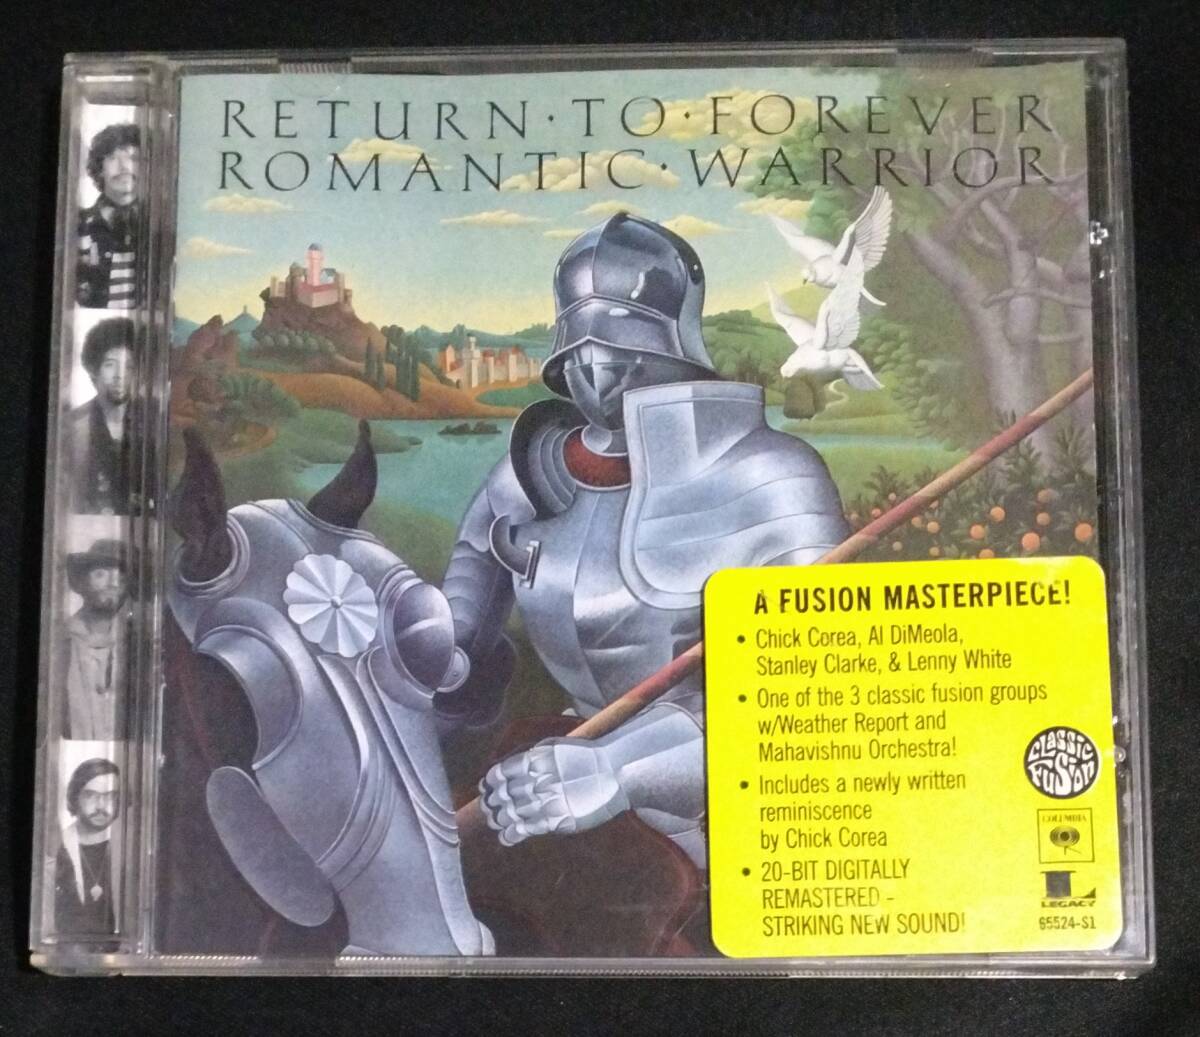 RETURN·TO·FOREVER
ROMANTIC·WARRIOR
A FUSION MASTERPIECE!
• Chick Corea, Al DiMeola,
Stanley Clarke, & Lenny White
• One of the 3 classic fusion groups
w/Weather Report and
Mahavishnu Orchestra!
• Includes a newly written
reminiscence
by Chick Corea
• 20-BIT DIGITALLY
REMASTERED -
STRIKING NEW SOUND!
CLASSIC
FUSION
COLUMBIA
L
LEGACY
65524-S1